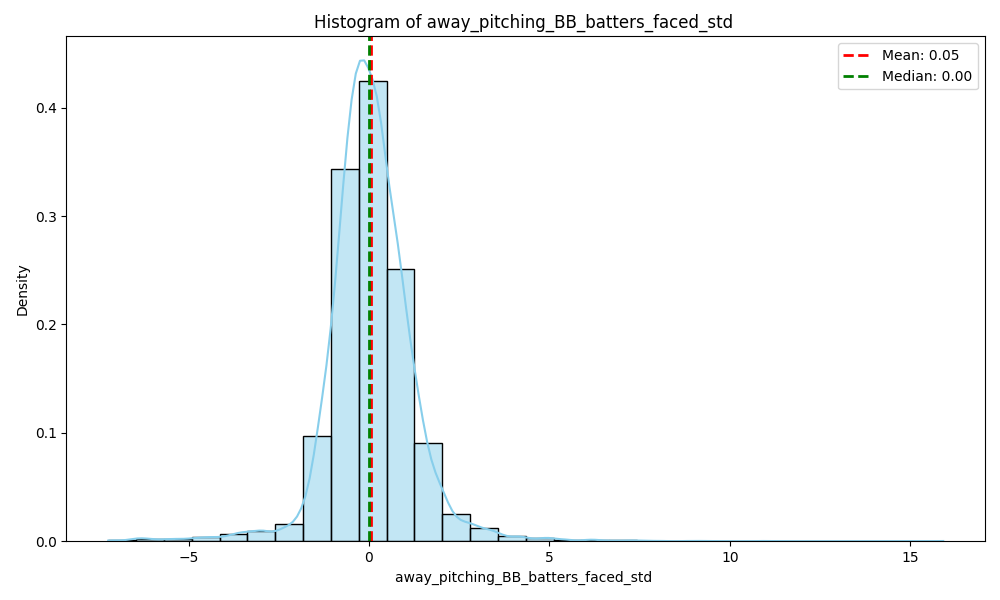 Histogram of away_pitching_BB_batters_faced_std
Mean: 0.05
Median: 0.00
Density
0.4
0.3
0.2
0.1
0.0
−5
0
5
10
15
away_pitching_BB_batters_faced_std